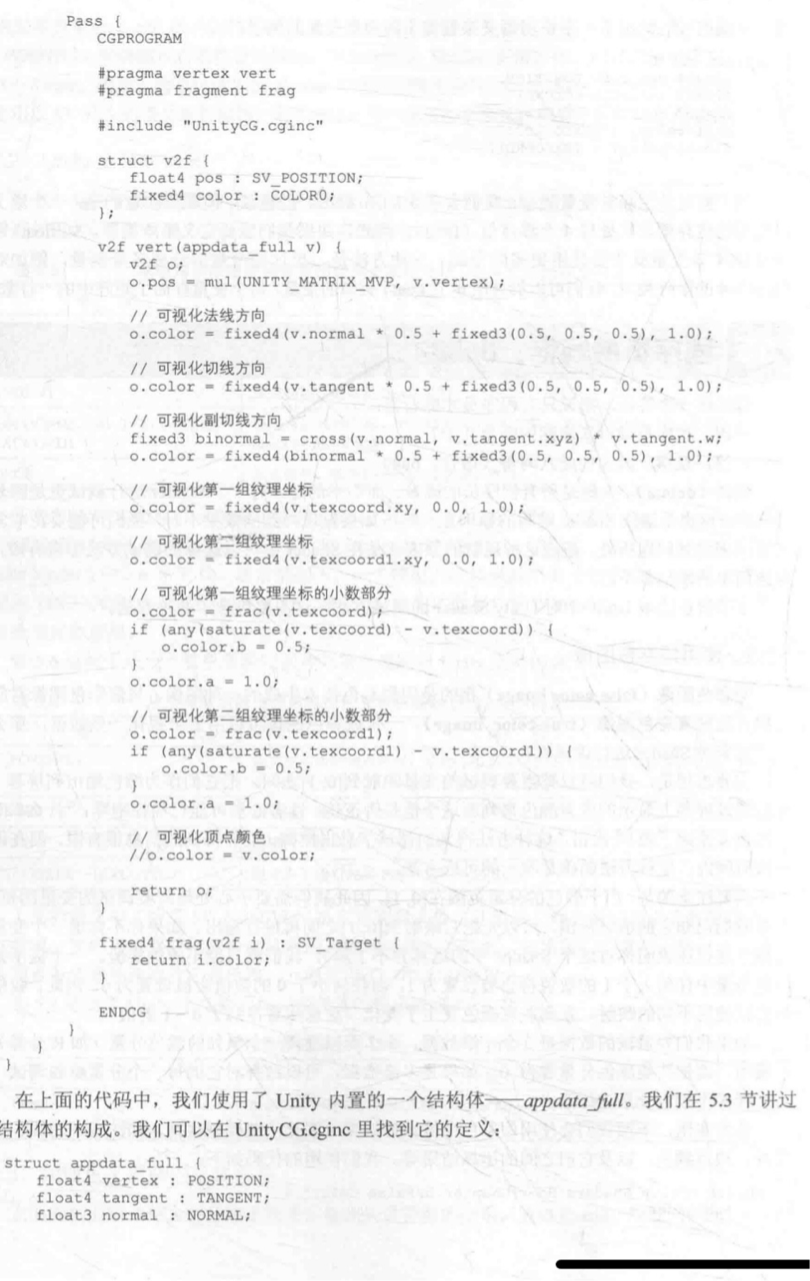 Pass {
CGPROGRAM
#pragma vertex vert
#pragma fragment frag
#include "UnityCG.cginc"
struct v2f {
float4 pos : SV_POSITION;
fixed4 color : COLOR0;
};
v2f vert(appdata_full v) {
v2f o;
o.pos = mul(UNITY_MATRIX_MVP, v.vertex);
// 可视化法线方向
o.color = fixed4(v.normal * 0.5 + fixed3(0.5, 0.5, 0.5), 1.0);
// 可视化切线方向
o.color = fixed4(v.tangent * 0.5 + fixed3(0.5, 0.5, 0.5), 1.0);
// 可视化副切线方向
fixed3 binormal = cross(v.normal, v.tangent.xyz) * v.tangent.w;
o.color = fixed4(binormal * 0.5 + fixed3(0.5, 0.5, 0.5), 1.0);
// 可视化第一组纹理坐标
o.color = fixed4(v.texcoord.xy, 0.0, 1.0);
// 可视化第二组纹理坐标
o.color = fixed4(v.texcoord1.xy, 0.0, 1.0);
// 可视化第一组纹理坐标的小数部分
o.color = frac(v.texcoord);
if (any(saturate(v.texcoord) - v.texcoord)) {
o.color.b = 0.5;
}
o.color.a = 1.0;
// 可视化第二组纹理坐标的小数部分
o.color = frac(v.texcoord1);
if (any(saturate(v.texcoord1) - v.texcoord1)) {
o.color.b = 0.5;
}
o.color.a = 1.0;
// 可视化顶点颜色
//o.color = v.color;
return o;
}
fixed4 frag(v2f i) : SV_Target {
return i.color;
}
ENDCG
}
}
}
在上面的代码中，我们使用了 Unity 内置的一个结构体——appdata_full。我们在 5.3 节讲过
结构体的构成。我们可以在 UnityCG.cginc 里找到它的定义：
struct appdata_full {
float4 vertex : POSITION;
float4 tangent : TANGENT;
float3 normal : NORMAL;